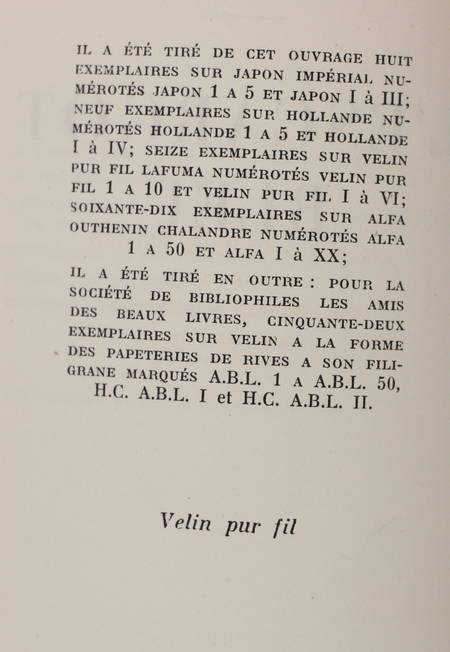 IL A ÉTÉ TIRÉ DE CET OUVRAGE HUIT
EXEMPLAIRES SUR JAPON IMPÉRIAL NU-
MÉROTÉS JAPON 1 A 5 ET JAPON I à III;
NEUF EXEMPLAIRES SUR HOLLANDE NU-
MÉROTÉS HOLLANDE 1 A 5 ET HOLLANDE
I à IV; SEIZE EXEMPLAIRES SUR VELIN
PUR FIL LAFUMA NUMÉROTÉS VELIN PUR
FIL 1 A 10 ET VELIN PUR FIL I à VI;
SOIXANTE-DIX EXEMPLAIRES SUR ALFA
OUTHENIN CHALANDRE NUMÉROTÉS ALFA
1 A 50 ET ALFA I à XX;
IL A ÉTÉ TIRÉ EN OUTRE : POUR LA
SOCIÉTÉ DE BIBLIOPHILES LES AMIS
DES BEAUX LIVRES, CINQUANTE-DEUX
EXEMPLAIRES SUR VELIN A LA FORME
DES PAPETERIES DE RIVES A SON FILI-
GRANE MARQUÉS A.B.L. 1 A A.B.L. 50,
H.C. A.B.L. I et H.C. A.B.L. II.
Velin pur fil